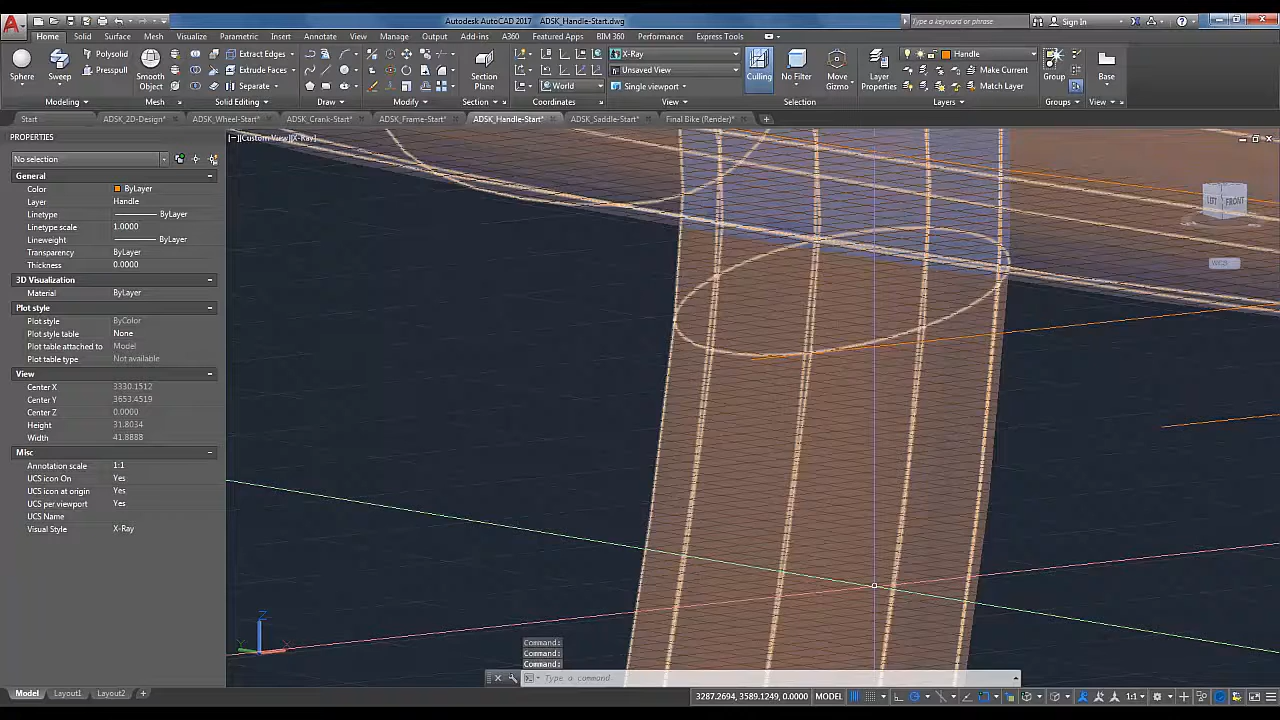 Autodesk AutoCAD 2017 ADSK_Handle-Start.dwg
Type a keyword or phrase
Sign In
Home Solid Surface Mesh Visualize Parametric Insert Annotate View Manage Output Add-ins A360 Featured Apps BIM 360 Performance Express Tools
Polysolid
Extract Edges
X-Ray
Handle
Sphere
Sweep
Presspull
Smooth Object
Extrude Faces
Section Plane
Unsaved View
Culling
No Filter
Move Gizmo
Layer Properties
Make Current
Group
Base
Separate
World
Single viewport
Match Layer
Modeling
Mesh
Solid Editing
Draw
Modify
Section
Coordinates
View
Selection
Layers
Groups
View
Start ADSK_2D-Design* ADSK_Wheel-Start* ADSK_Crank-Start* ADSK_Frame-Start* ADSK_Handle-Start* ADSK_Saddle-Start* Final Bike (Render)*
PROPERTIES
[−][Custom View][X-Ray]
No selection
General
Color ByLayer
Layer Handle
Linetype ByLayer
Linetype scale 1.0000
Lineweight ByLayer
Transparency ByLayer
Thickness 0.0000
3D Visualization
Material ByLayer
Plot style
Plot style ByColor
Plot style table None
Plot table attached to Model
Plot table type Not available
View
Center X 3330.1512
Center Y 3653.4519
Center Z 0.0000
Height 31.8034
Width 41.8888
Misc
Annotation scale 1:1
UCS icon On Yes
UCS icon at origin Yes
UCS per viewport Yes
UCS Name
Visual Style X-Ray
FRONT
Z
Y
X
Command:
Command:
Command:
Type a command
Model Layout1 Layout2
3287.2694, 3589.1249, 0.0000 MODEL
1:1